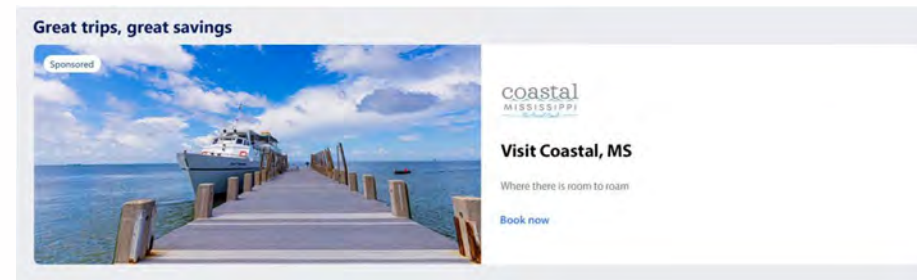 Great trips, great savings
Sponsored
coastal
MISSISSIPPI
Visit Coastal, MS
Where there is room to roam
Book now